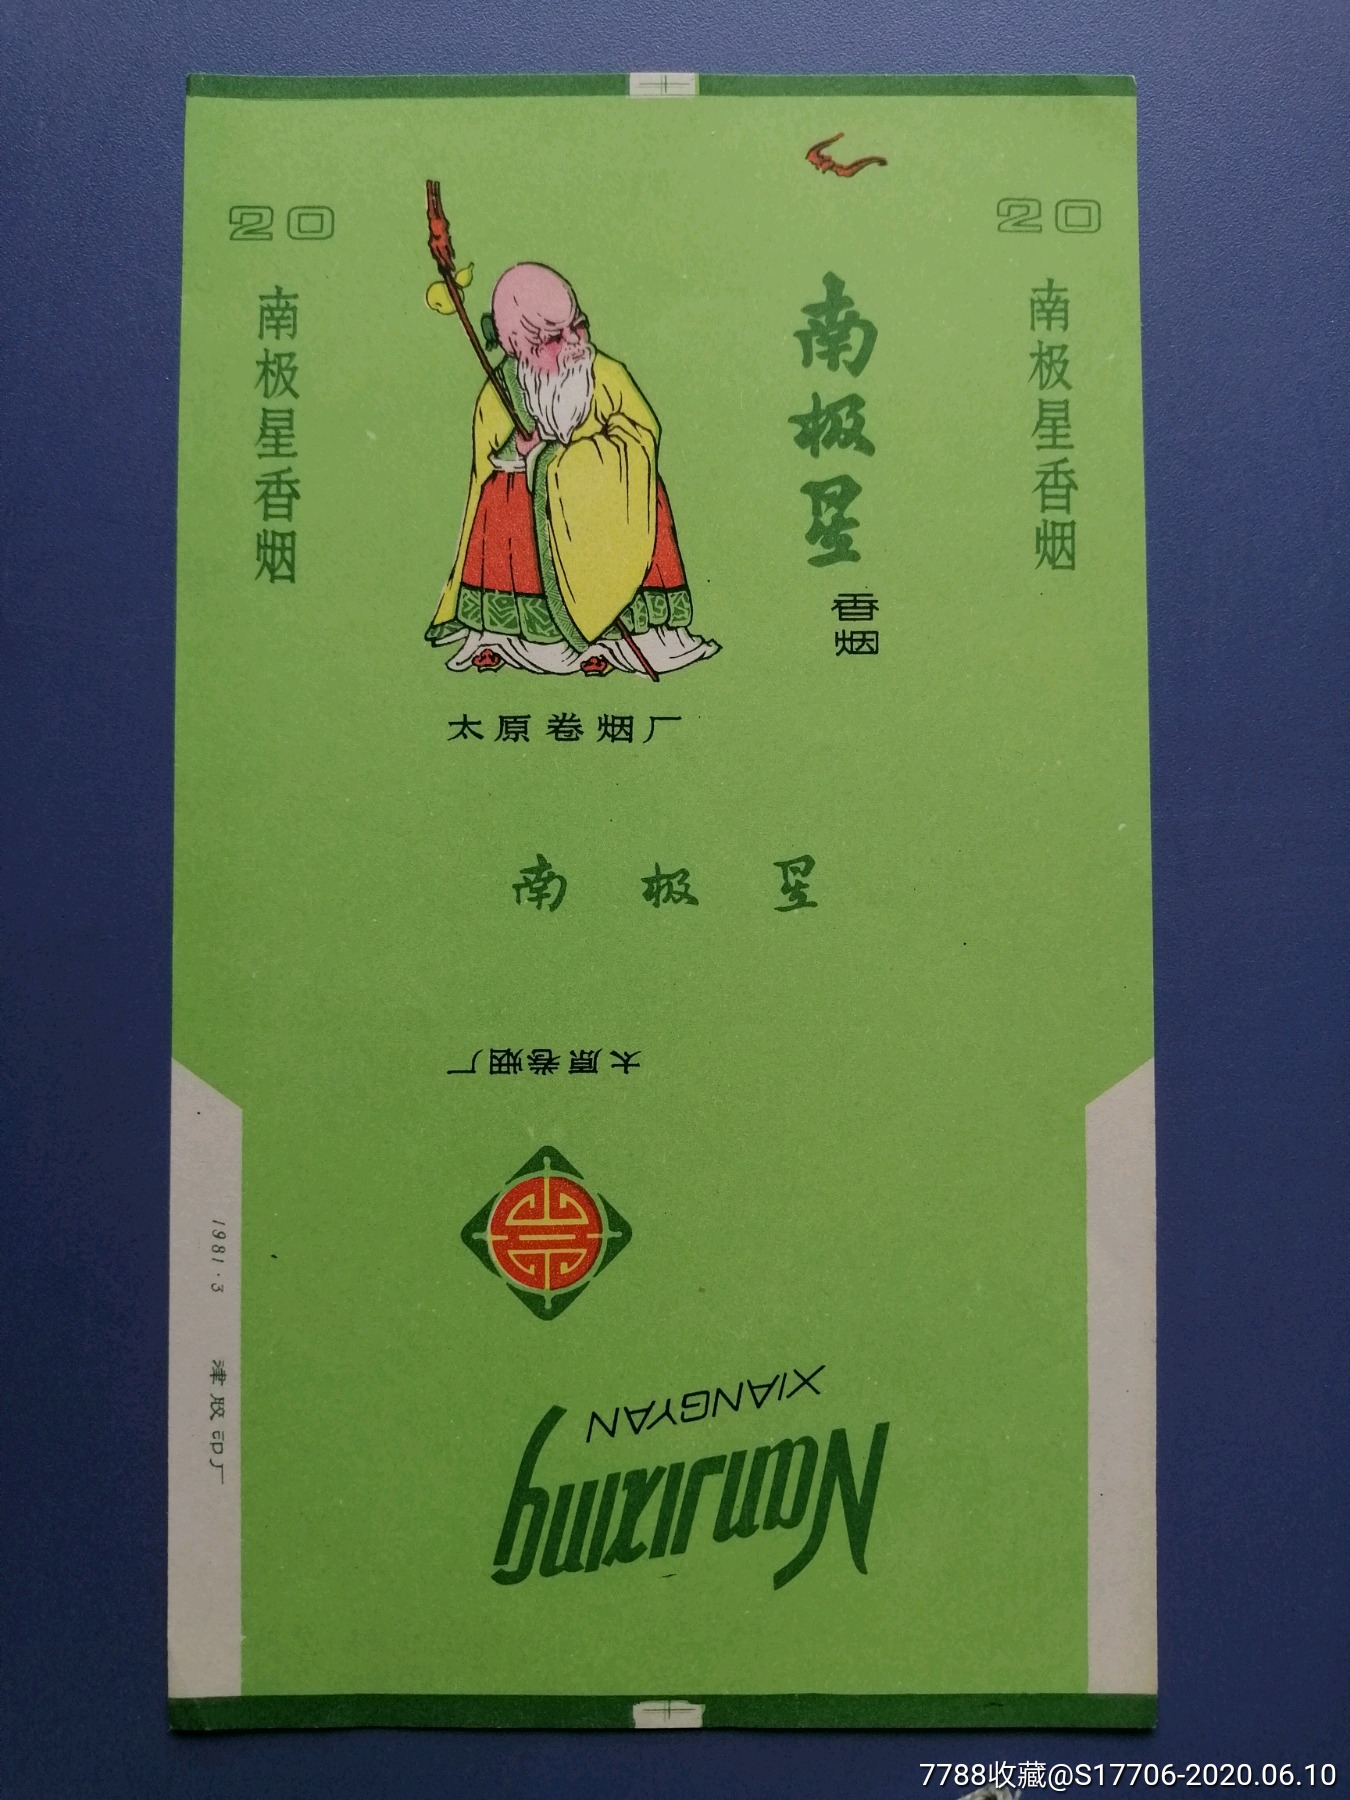 20
20
南极星香烟
南极星
香烟
南极星香烟
太原卷烟厂
南极星
太原卷烟厂
XIANGYAN
Nanjixing
1981·3 津胶印厂
7788收藏@S17706-2020.06.10